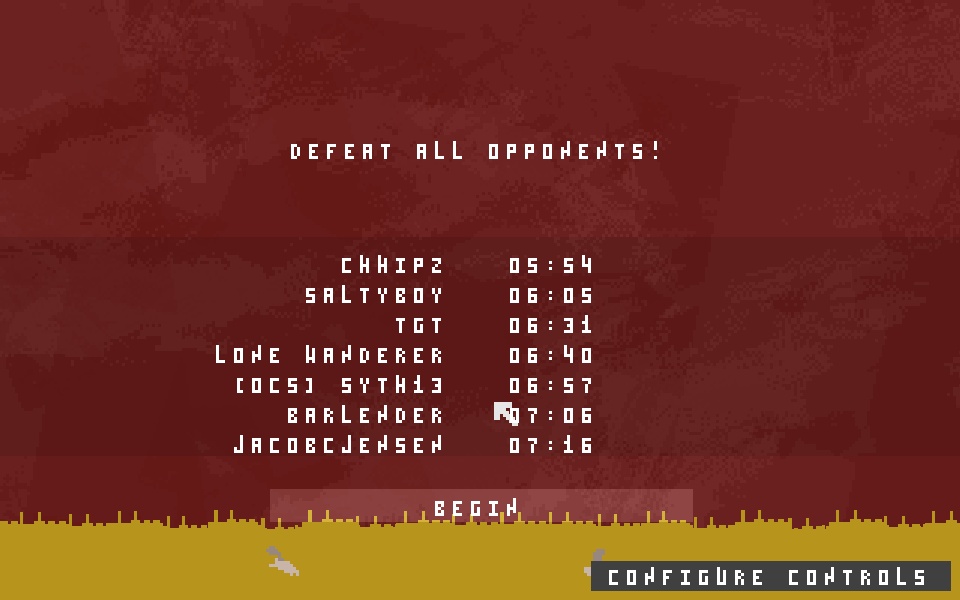 DEFEAT ALL OPPONENTS!
CHHIPZ 05:54
SALTYBOY 06:05
TGT 06:31
LONE WANDERER 06:40
[OCS] SYTH13 06:57
BARLENDER 07:06
JACOBCJENSEN 07:16
BEGIN
CONFIGURE CONTROLS